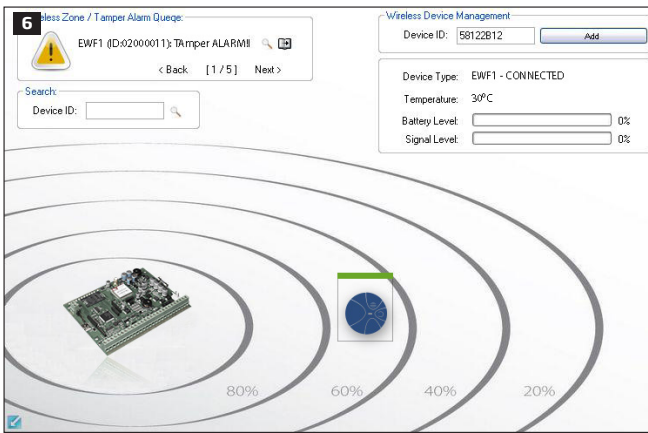 6
eless Zone / Tamper Alarm Queqe:
EWF1 (ID:02000011): TAmper ALARM!!
< Back [ 1 / 5 ] Next >
Search:
Device ID:
Wireless Device Management
Device ID: 58122B12 Add
Device Type: EWF1 - CONNECTED
Temperature: 30ºC
Battery Level: 0%
Signal Level: 0%
80% 60% 40% 20%